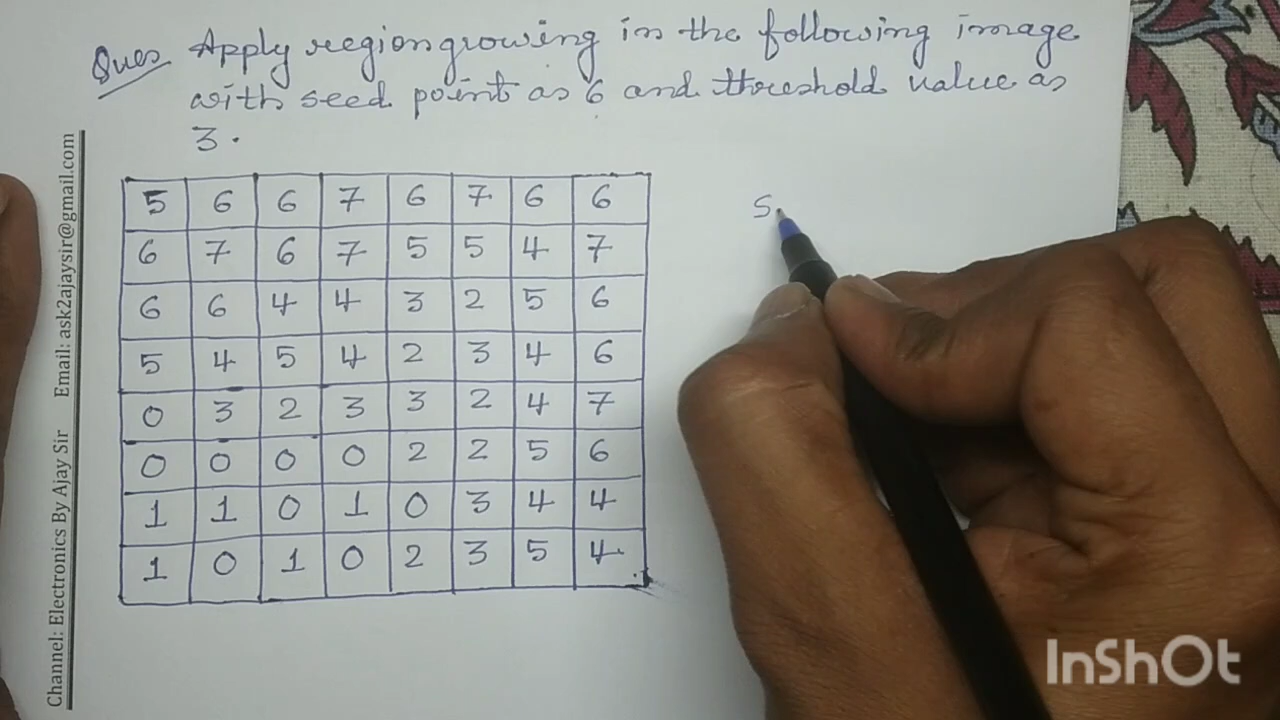 Ques Apply region growing in the following image
with seed point as 6 and threshold value as
3.
5 6 6 7 6 7 6 6
6 7 6 7 5 5 4 7
6 6 4 4 3 2 5 6
5 4 5 4 2 3 4 6
0 3 2 3 3 2 4 7
0 0 0 0 2 2 5 6
1 1 0 1 0 3 4 4
1 0 1 0 2 3 5 4
S
Channel: Electronics By Ajay Sir Email: ask2ajaysir@gmail.com
InShOt